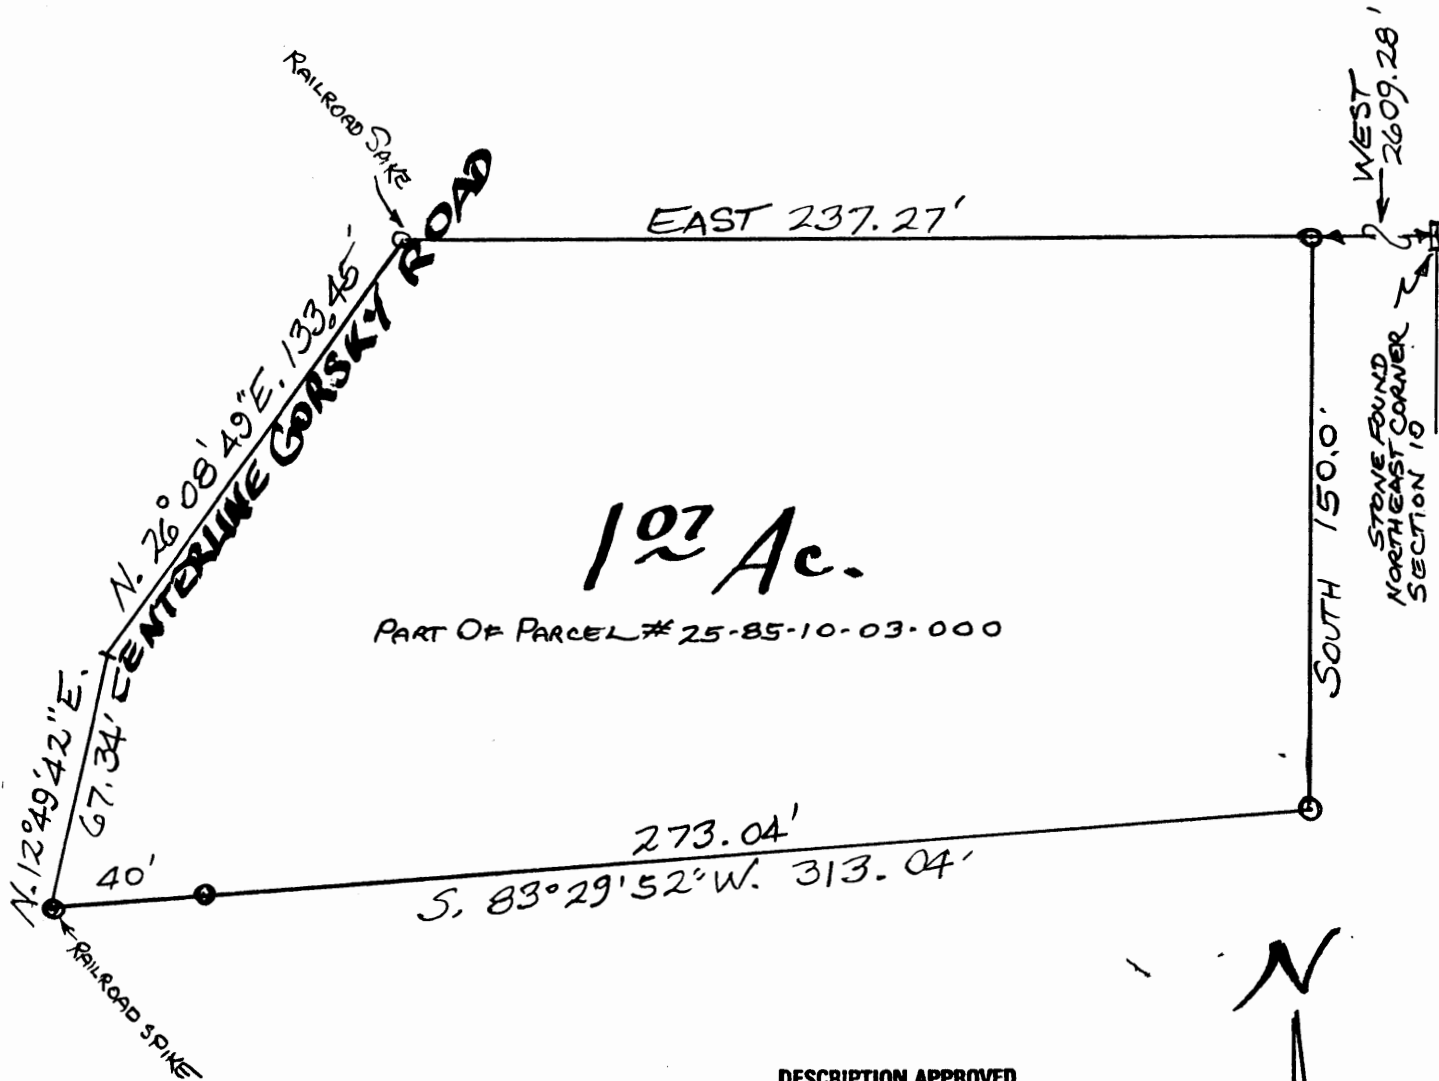 RAILROAD SAKE
WEST
2609.28'
EAST 237.27'
N. 26°08'49"E. 133.45'
CENTERLINE GORSKY ROAD
STONE FOUND
NORTHEAST CORNER
SECTION 10
SOUTH 150.0'
1 07 Ac.
PART OF PARCEL # 25-85-10-03-000
N. 12°49'42"E.
67.34'
40'
273.04'
S. 83°29'52"W. 313.04'
RAILROAD SPIKE
N
DESCRIPTION APPROVED